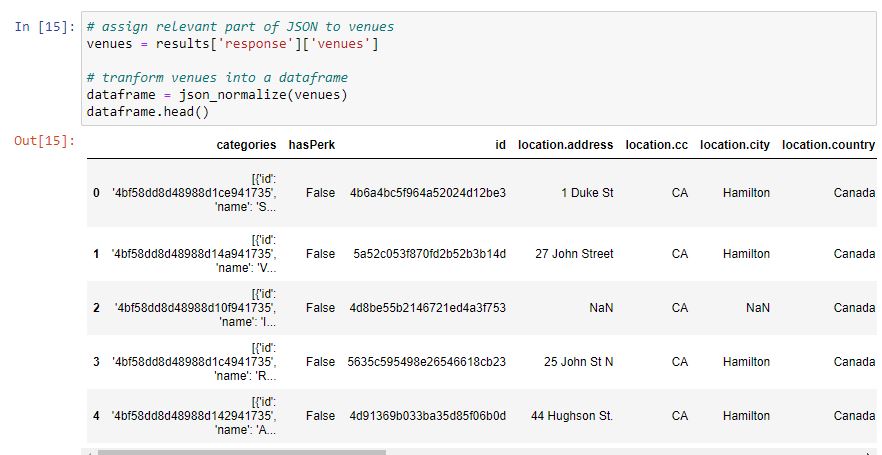 In [15]: # assign relevant part of JSON to venues
venues = results['response']['venues']
# tranform venues into a dataframe
dataframe = json_normalize(venues)
dataframe.head()
Out[15]:
categories hasPerk id location.address location.cc location.city location.country
[{'id':
0 '4bf58dd8d48988d1ce941735', False 4b6a4bc5f964a52024d12be3 1 Duke St CA Hamilton Canada
'name': 'S...
[{'id':
1 '4bf58dd8d48988d14a941735', False 5a52c053f870fd2b52b3b14d 27 John Street CA Hamilton Canada
'name': 'V...
[{'id':
2 '4bf58dd8d48988d10f941735', False 4d8be55b2146721ed4a3f753 NaN CA NaN Canada
'name': 'I...
[{'id':
3 '4bf58dd8d48988d1c4941735', False 5635c595498e26546618cb23 25 John St N CA Hamilton Canada
'name': 'R...
[{'id':
4 '4bf58dd8d48988d142941735', False 4d91369b033ba35d85f06b0d 44 Hughson St. CA Hamilton Canada
'name': 'A...